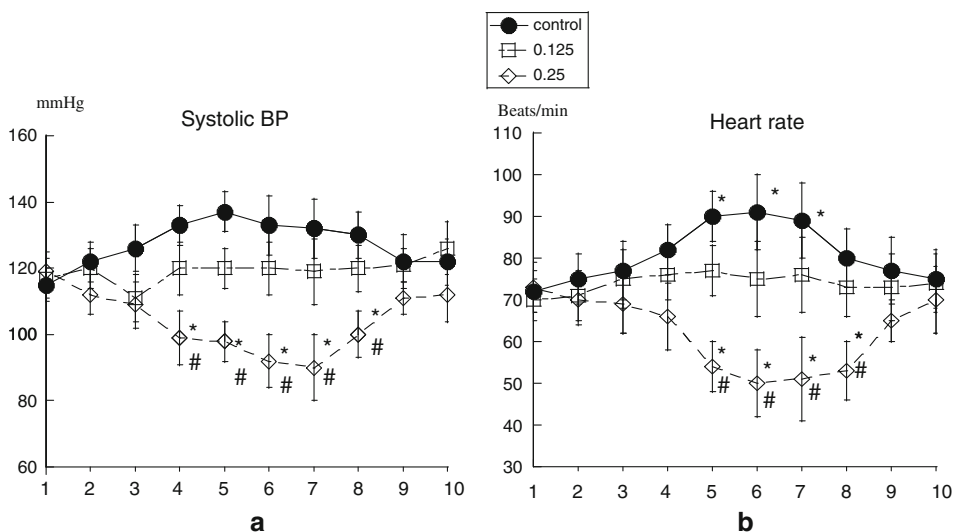 control
0.125
0.25
mmHg
Systolic BP
160
140
120
100
80
60
* * * * *
# # # # #
1 2 3 4 5 6 7 8 9 10
a
Beats/min
Heart rate
110
100
90
80
70
60
50
40
30
* * *
* * * *
# # # #
1 2 3 4 5 6 7 8 9 10
b